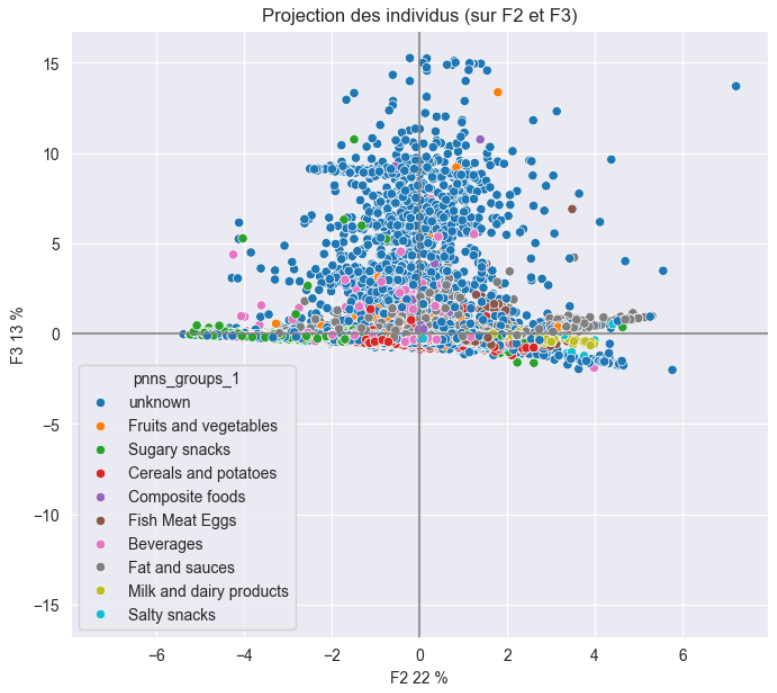 Projection des individus (sur F2 et F3)
15
10
5
0
−5
−10
−15
F3 13 %
pnns_groups_1
unknown
Fruits and vegetables
Sugary snacks
Cereals and potatoes
Composite foods
Fish Meat Eggs
Beverages
Fat and sauces
Milk and dairy products
Salty snacks
−6 −4 −2 0 2 4 6
F2 22 %